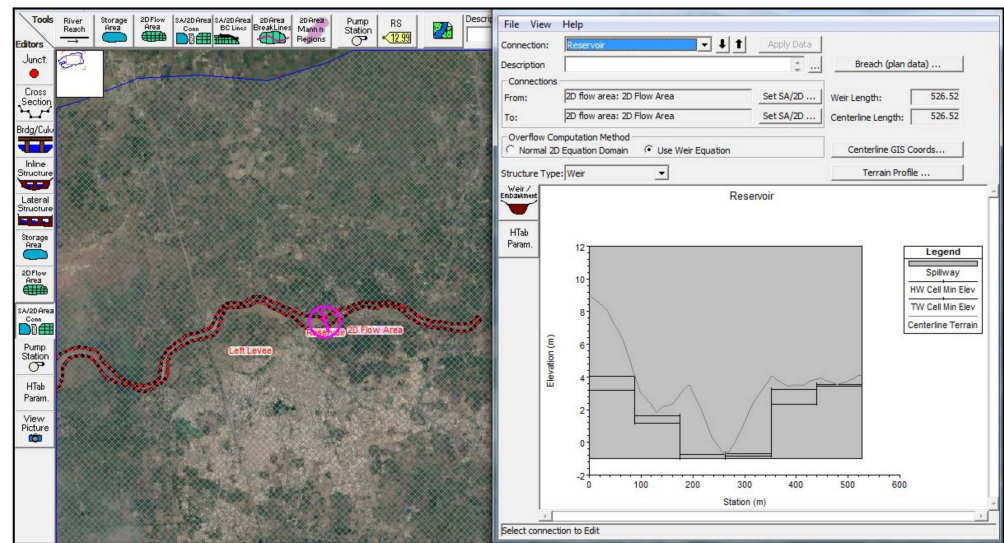 Tools
Editors
River
Reach
Storage
Area
2D Flow
Area
SA/2D Area
Conn
SA/2D Area
BC Lines
2D Area
BreakLines
2D Area
Mann n
Regions
Pump
Station
RS
12.99
Descri
Junct.
Cross
Section
Brdg/Culv
Inline
Structure
Lateral
Structure
Storage
Area
2D Flow
Area
SA/2D Area
Conn
Pump
Station
HTab
Param.
View
Picture
Left Levee
Reservoir
2D Flow Area
File View Help
Connection: Reservoir Apply Data
Description ... Breach (plan data) ...
Connections
From: 2D flow area: 2D Flow Area Set SA/2D ... Weir Length: 526.52
To: 2D flow area: 2D Flow Area Set SA/2D ... Centerline Length: 526.52
Overflow Computation Method
Normal 2D Equation Domain Use Weir Equation Centerline GIS Coords...
Structure Type: Weir Terrain Profile ...
Weir /
Embankment
HTab
Param.
Reservoir
12
10
8
6
4
2
0
-2
Elevation (m)
0 100 200 300 400 500 600
Station (m)
Legend
Spillway
HW Cell Min Elev
TW Cell Min Elev
Centerline Terrain
Select connection to Edit